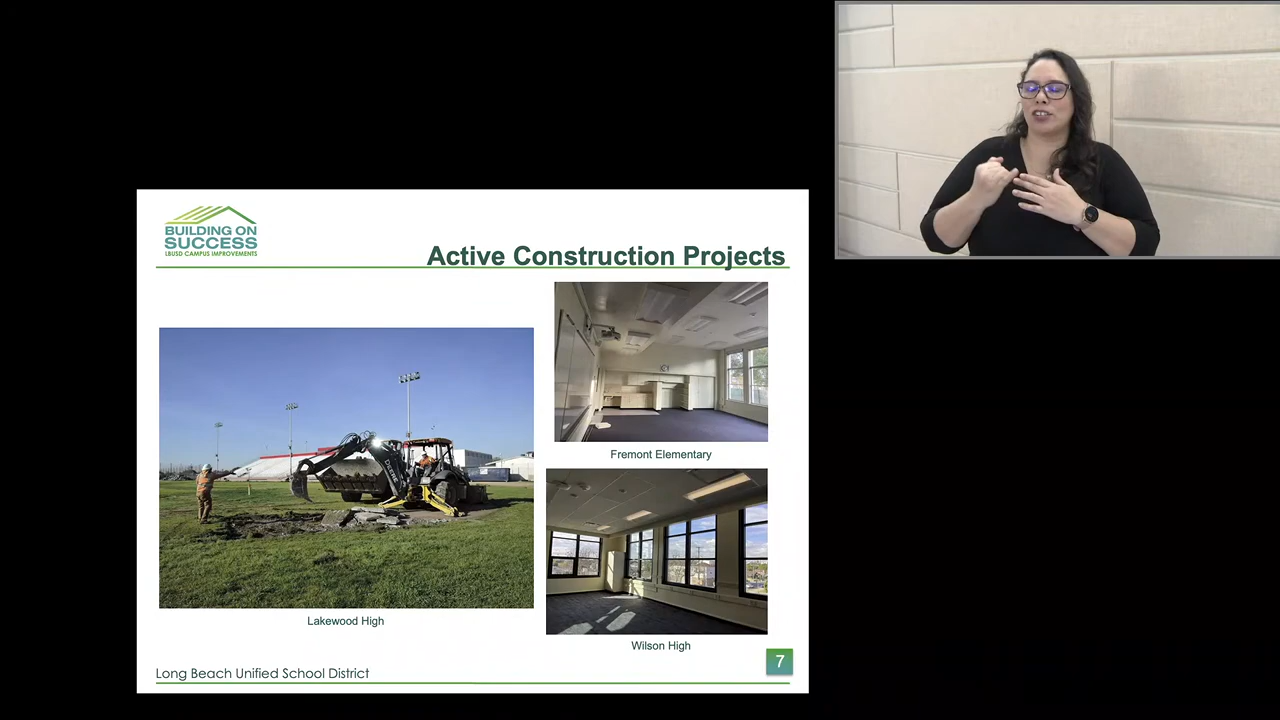 BUILDING ON
SUCCESS
LBUSD CAMPUS IMPROVEMENTS
Active Construction Projects
Fremont Elementary
Lakewood High
Wilson High
Long Beach Unified School District
7